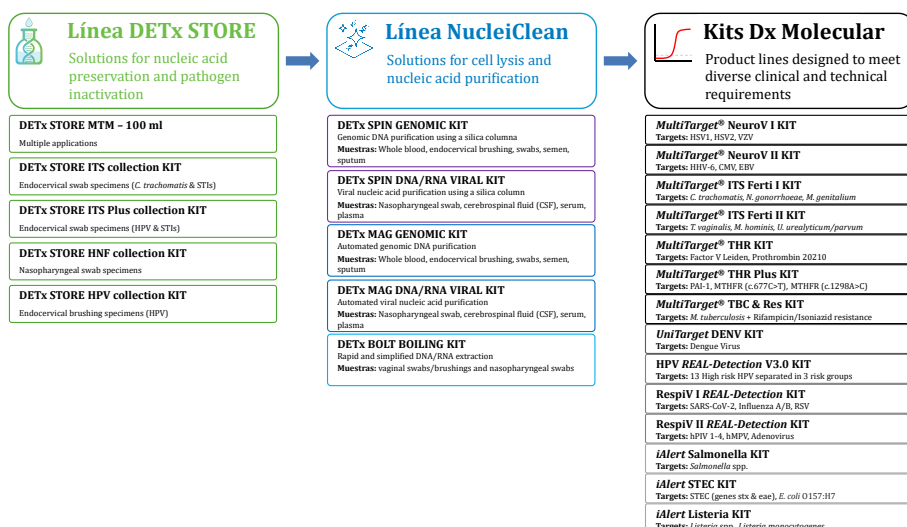 Línea DETx STORE
Solutions for nucleic acid
preservation and pathogen
inactivation
DETx STORE MTM – 100 ml
Multiple applications
DETx STORE ITS collection KIT
Endocervical swab specimens (C. trachomatis & STIs)
DETx STORE ITS Plus collection KIT
Endocervical swab specimens (HPV & STIs)
DETx STORE HNF collection KIT
Nasopharyngeal swab specimens
DETx STORE HPV collection KIT
Endocervical brushing specimens (HPV)
Línea NucleiClean
Solutions for cell lysis and
nucleic acid purification
DETx SPIN GENOMIC KIT
Genomic DNA purification using a silica columna
Muestras: Whole blood, endocervical brushing, swabs, semen,
sputum
DETx SPIN DNA/RNA VIRAL KIT
Viral nucleic acid purification using a silica column
Muestras: Nasopharyngeal swab, cerebrospinal fluid (CSF), serum,
plasma
DETx MAG GENOMIC KIT
Automated genomic DNA purification
Muestras: Whole blood, endocervical brushing, swabs, semen,
sputum
DETx MAG DNA/RNA VIRAL KIT
Automated viral nucleic acid purification
Muestras: Nasopharyngeal swab, cerebrospinal fluid (CSF), serum,
plasma
DETx BOLT BOILING KIT
Rapid and simplified DNA/RNA extraction
Muestras: vaginal swabs/brushings and nasopharyngeal swabs
Kits Dx Molecular
Product lines designed to meet
diverse clinical and technical
requirements
MultiTarget® NeuroV I KIT
Targets: HSV1, HSV2, VZV
MultiTarget® NeuroV II KIT
Targets: HHV-6, CMV, EBV
MultiTarget® ITS Ferti I KIT
Targets: C. trachomatis, N. gonorrhoeae, M. genitalium
MultiTarget® ITS Ferti II KIT
Targets: T. vaginalis, M. hominis, U. urealyticum/parvum
MultiTarget® THR KIT
Targets: Factor V Leiden, Prothrombin 20210
MultiTarget® THR Plus KIT
Targets: PAI-1, MTHFR (c.677C>T), MTHFR (c.1298A>C)
MultiTarget® TBC & Res KIT
Targets: M. tuberculosis + Rifampicin/Isoniazid resistance
UniTarget DENV KIT
Targets: Dengue Virus
HPV REAL-Detection V3.0 KIT
Targets: 13 High risk HPV separated in 3 risk groups
RespiV I REAL-Detection KIT
Targets: SARS-CoV-2, Influenza A/B, RSV
RespiV II REAL-Detection KIT
Targets: hPIV 1-4, hMPV, Adenovirus
iAlert Salmonella KIT
Targets: Salmonella spp.
iAlert STEC KIT
Targets: STEC (genes stx & eae), E. coli O157:H7
iAlert Listeria KIT
Targets: Listeria spp., Listeria monocytogenes